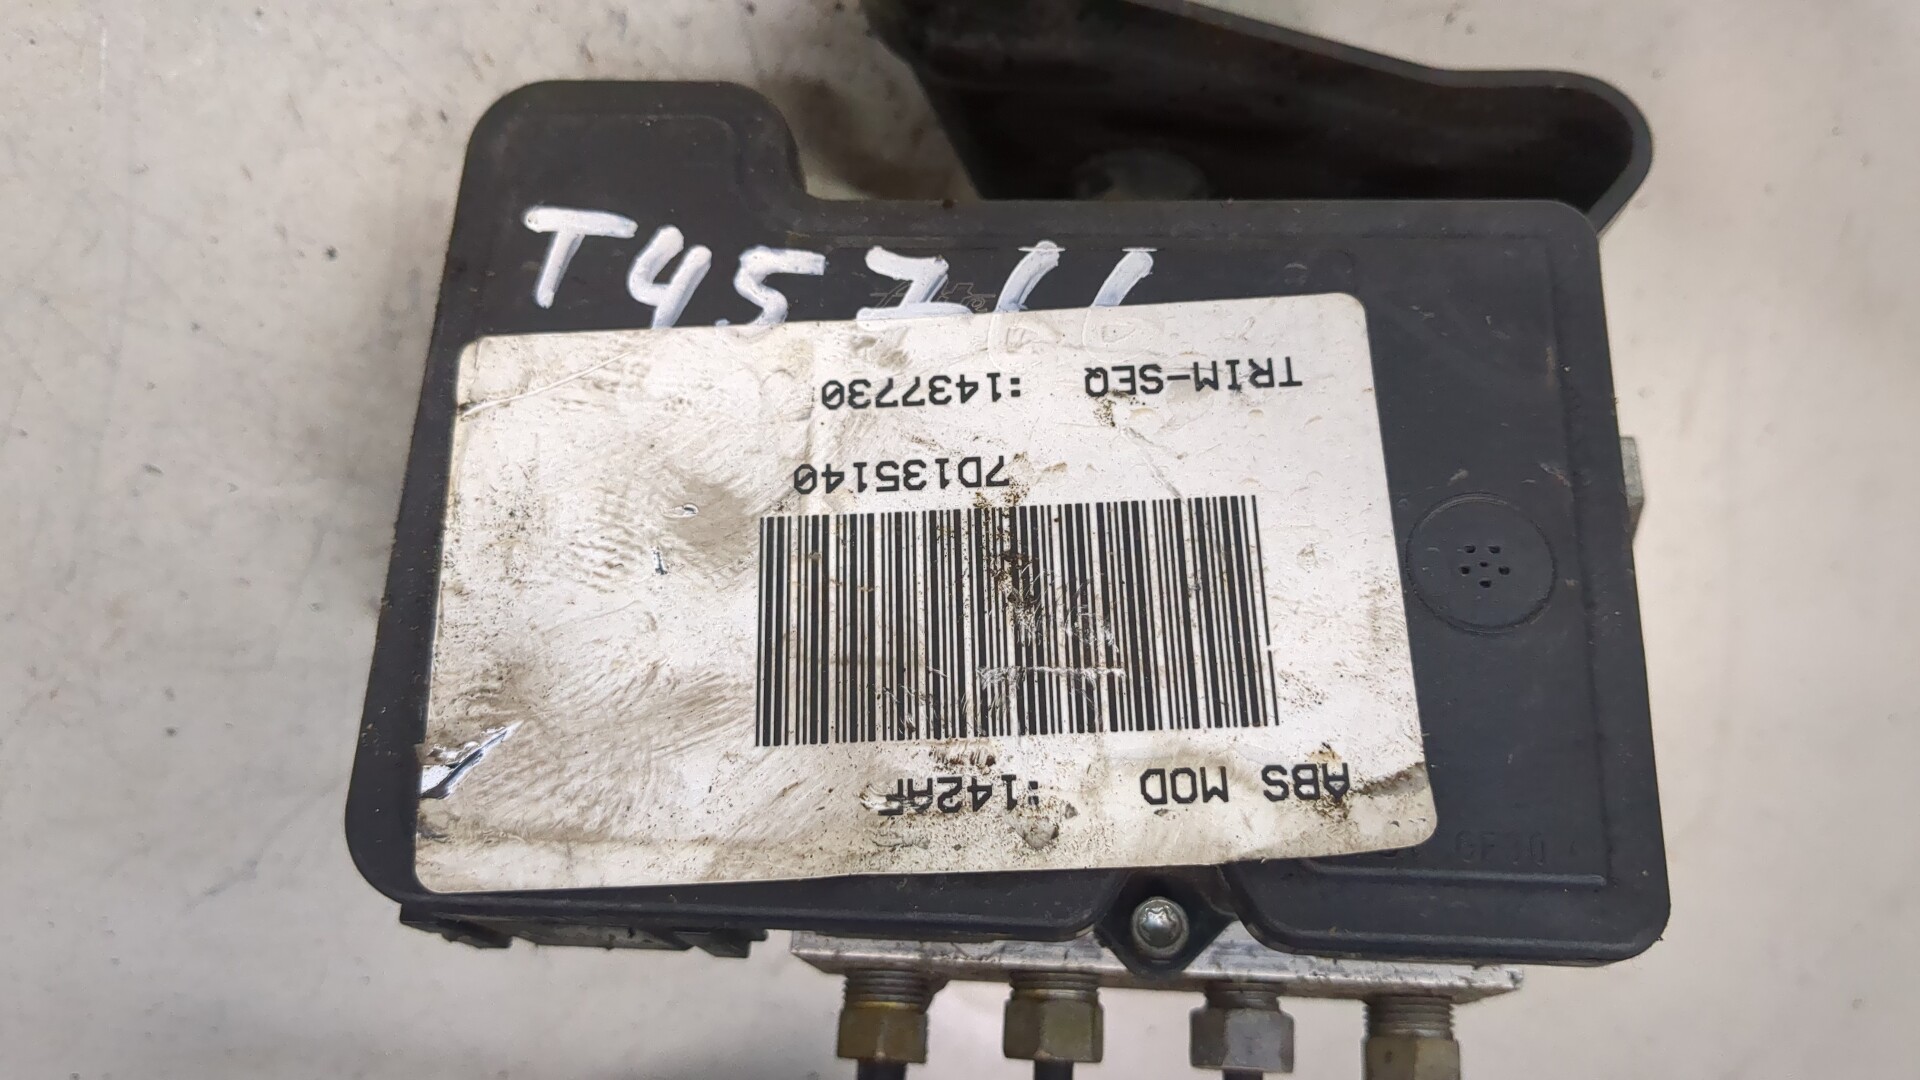 T45766
ABS MOD :142AF
7D135140
TRIM-SEQ :1437730